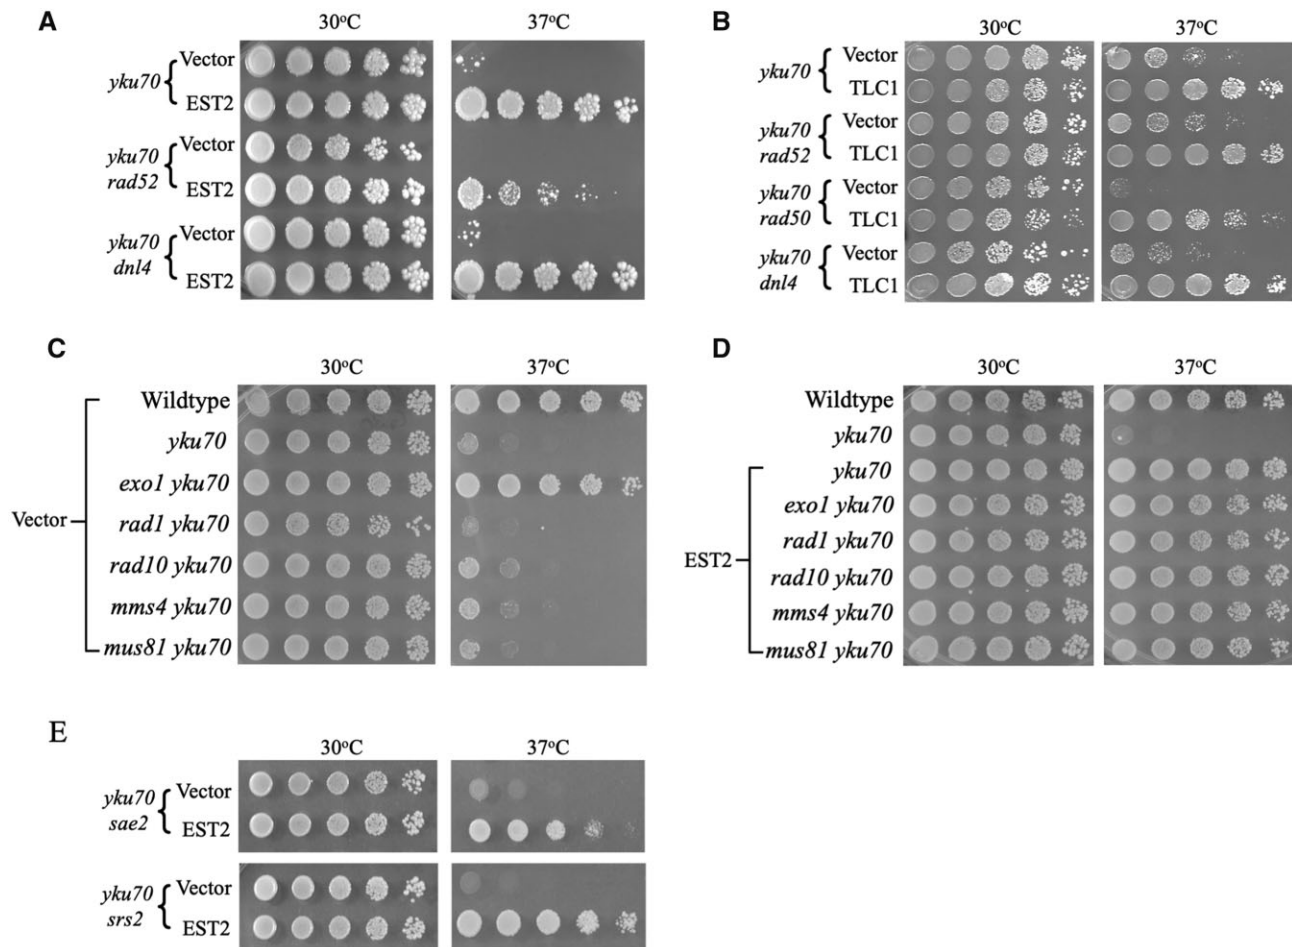 A
30°C 37°C
yku70
Vector
EST2
yku70
rad52
Vector
EST2
yku70
dnl4
Vector
EST2
B
30°C 37°C
yku70
Vector
TLC1
yku70
rad52
Vector
TLC1
yku70
rad50
Vector
TLC1
yku70
dnl4
Vector
TLC1
C
30°C 37°C
Vector
Wildtype
yku70
exo1 yku70
rad1 yku70
rad10 yku70
mms4 yku70
mus81 yku70
D
30°C 37°C
Wildtype
yku70
EST2
yku70
exo1 yku70
rad1 yku70
rad10 yku70
mms4 yku70
mus81 yku70
E
30°C 37°C
yku70
sae2
Vector
EST2
yku70
srs2
Vector
EST2